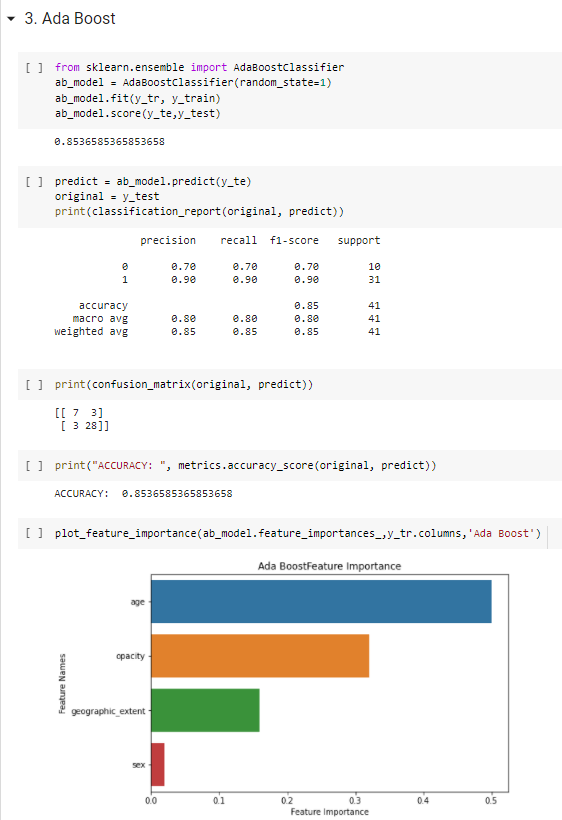 3. Ada Boost
[ ] from sklearn.ensemble import AdaBoostClassifier
ab_model = AdaBoostClassifier(random_state=1)
ab_model.fit(y_tr, y_train)
ab_model.score(y_te,y_test)
0.8536585365853658
[ ] predict = ab_model.predict(y_te)
original = y_test
print(classification_report(original, predict))
precision recall f1-score support
0 0.70 0.70 0.70 10
1 0.90 0.90 0.90 31
accuracy 0.85 41
macro avg 0.80 0.80 0.80 41
weighted avg 0.85 0.85 0.85 41
[ ] print(confusion_matrix(original, predict))
[[ 7 3]
[ 3 28]]
[ ] print("ACCURACY: ", metrics.accuracy_score(original, predict))
ACCURACY: 0.8536585365853658
[ ] plot_feature_importance(ab_model.feature_importances_,y_tr.columns,'Ada Boost')
Ada BoostFeature Importance
Feature Names
age
opacity
geographic_extent
sex
0.0 0.1 0.2 0.3 0.4 0.5
Feature Importance